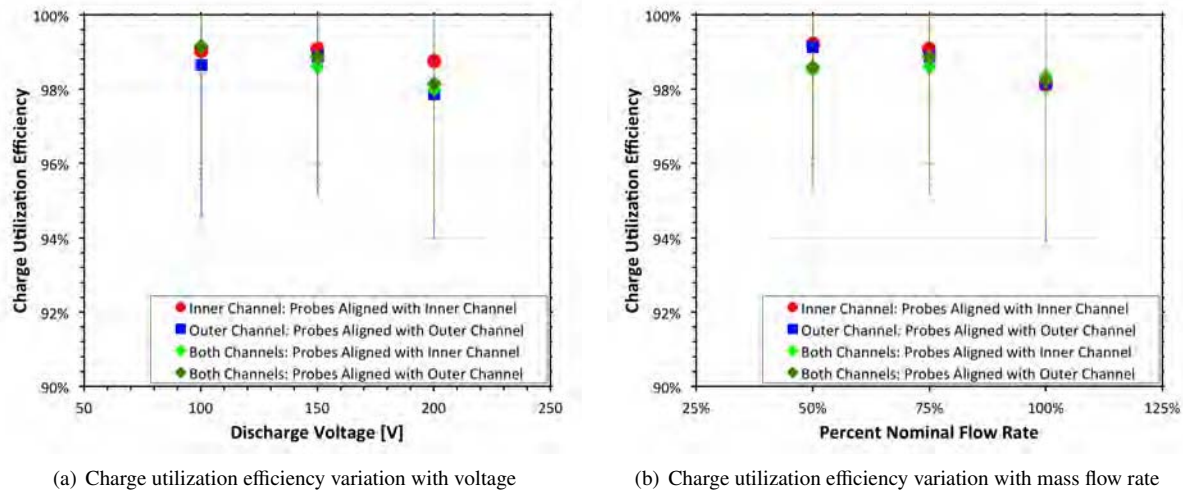 100%
98%
96%
94%
92%
90%
Charge Utilization Efficiency
Inner Channel: Probes Aligned with Inner Channel
Outer Channel: Probes Aligned with Outer Channel
Both Channels: Probes Aligned with Inner Channel
Both Channels: Probes Aligned with Outer Channel
50 100 150 200 250
Discharge Voltage [V]
(a) Charge utilization efficiency variation with voltage
100%
98%
96%
94%
92%
90%
Charge Utilization Efficiency
Inner Channel: Probes Aligned with Inner Channel
Outer Channel: Probes Aligned with Outer Channel
Both Channels: Probes Aligned with Inner Channel
Both Channels: Probes Aligned with Outer Channel
25% 50% 75% 100% 125%
Percent Nominal Flow Rate
(b) Charge utilization efficiency variation with mass flow rate